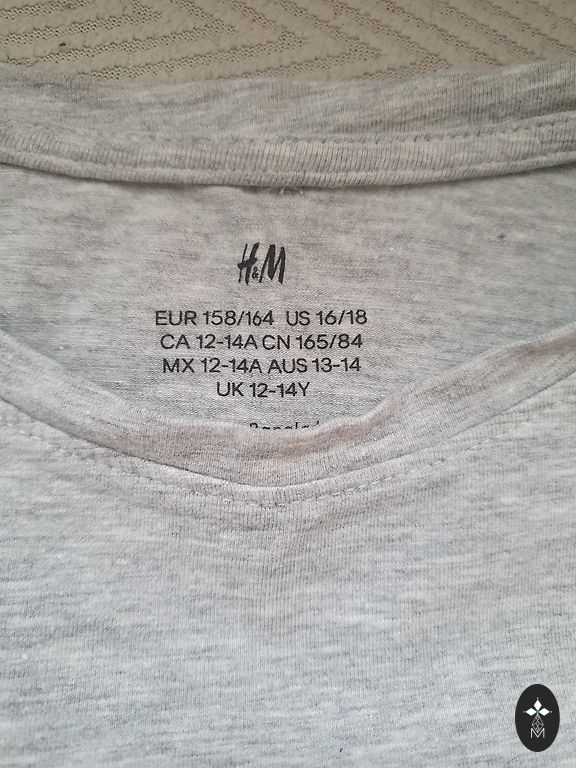 H&M
EUR 158/164 US 16/18
CA 12-14A CN 165/84
MX 12-14A AUS 13-14
UK 12-14Y
M